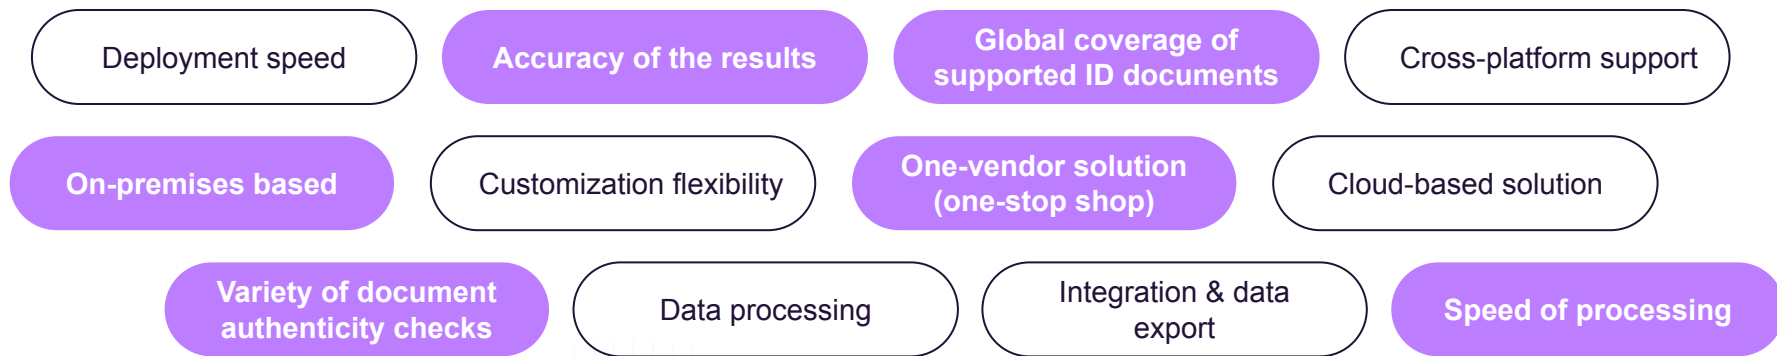 Deployment speed
Accuracy of the results
Global coverage of
supported ID documents
Cross-platform support
On-premises based
Customization flexibility
One-vendor solution
(one-stop shop)
Cloud-based solution
Variety of document
authenticity checks
Data processing
Integration & data
export
Speed of processing